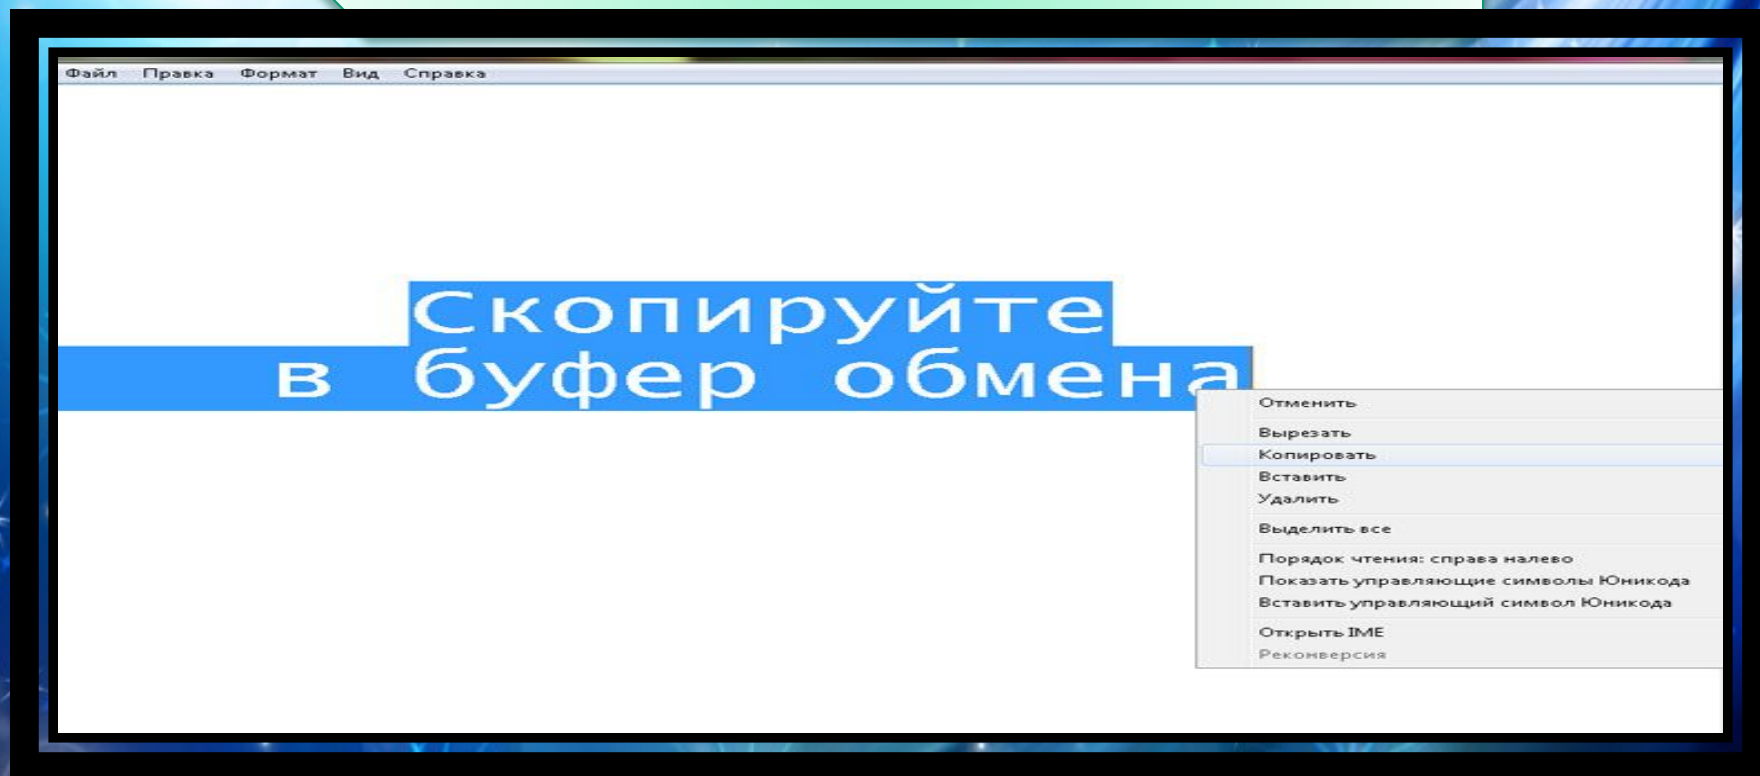 Файл Правка Формат Вид Справка
Скопируйте
в буфер обмена
Отменить
Вырезать
Копировать
Вставить
Удалить
Выделить все
Порядок чтения: справа налево
Показать управляющие символы Юникода
Вставить управляющий символ Юникода
Открыть IME
Реконверсия